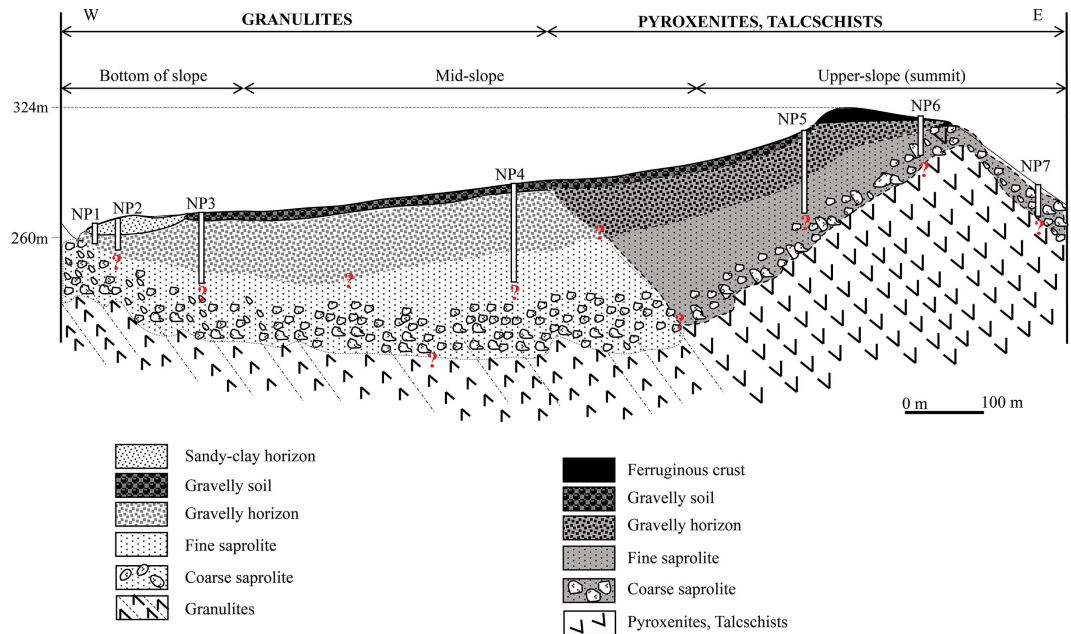 W
GRANULITES
PYROXENITES, TALCSCHISTS
E
Bottom of slope
Mid-slope
Upper-slope (summit)
324m
NP6
NP5
NP4
NP7
NP3
NP1
NP2
260m
?
?
?
?
?
?
?
?
?
?
0 m 100 m
Sandy-clay horizon
Gravelly soil
Gravelly horizon
Fine saprolite
Coarse saprolite
Granulites
Ferruginous crust
Gravelly soil
Gravelly horizon
Fine saprolite
Coarse saprolite
Pyroxenites, Talcschists